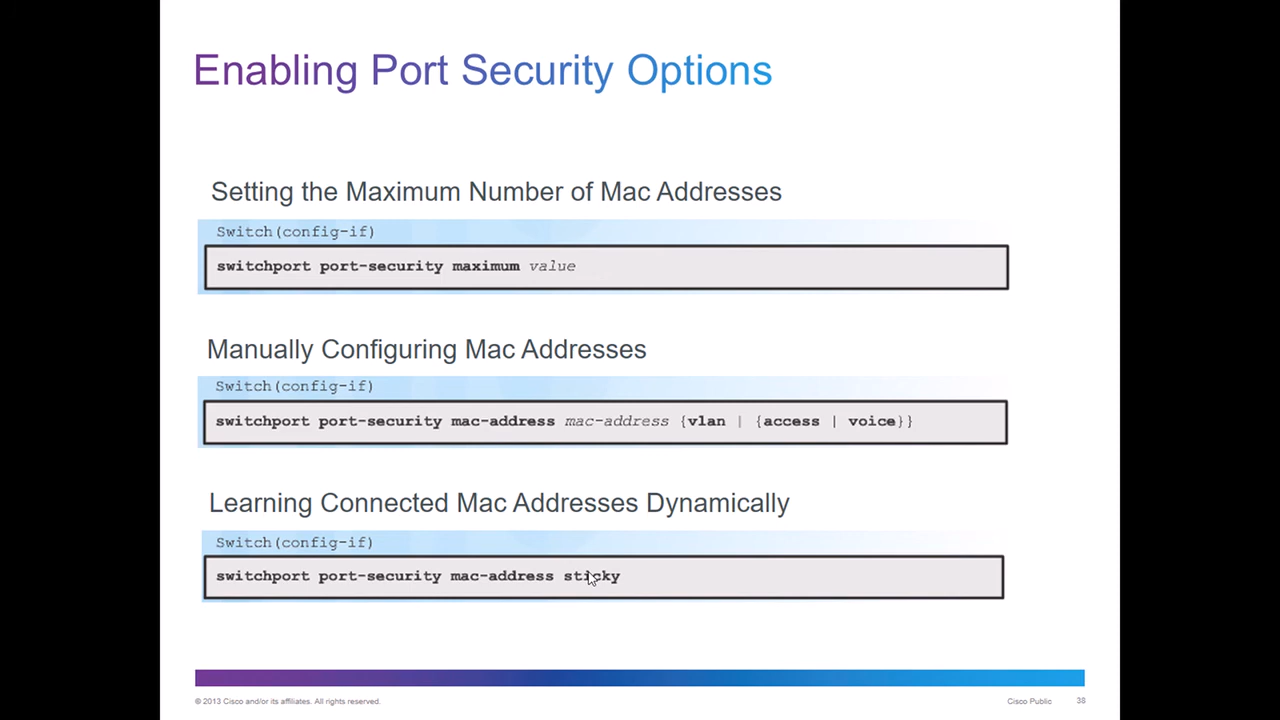 Enabling Port Security Options
Setting the Maximum Number of Mac Addresses
Switch(config-if)
switchport port-security maximum value
Manually Configuring Mac Addresses
Switch(config-if)
switchport port-security mac-address mac-address {vlan | {access | voice}}
Learning Connected Mac Addresses Dynamically
Switch(config-if)
switchport port-security mac-address sticky
© 2013 Cisco and/or its affiliates. All rights reserved.
Cisco Public
38